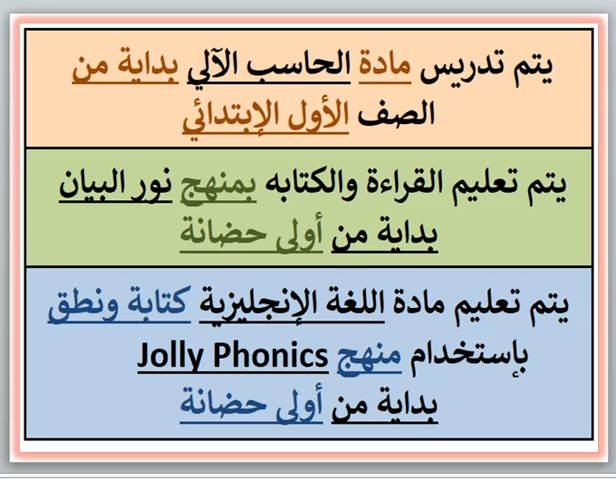 يتم تدريس مادة الحاسب الآلي بداية من
الصف الأول الإبتدائي
يتم تعليم القراءة والكتابه بمنهج نور البيان
بداية من أولى حضانة
يتم تعليم مادة اللغة الإنجليزية كتابة ونطق
بإستخدام منهج Jolly Phonics
بداية من أولى حضانة